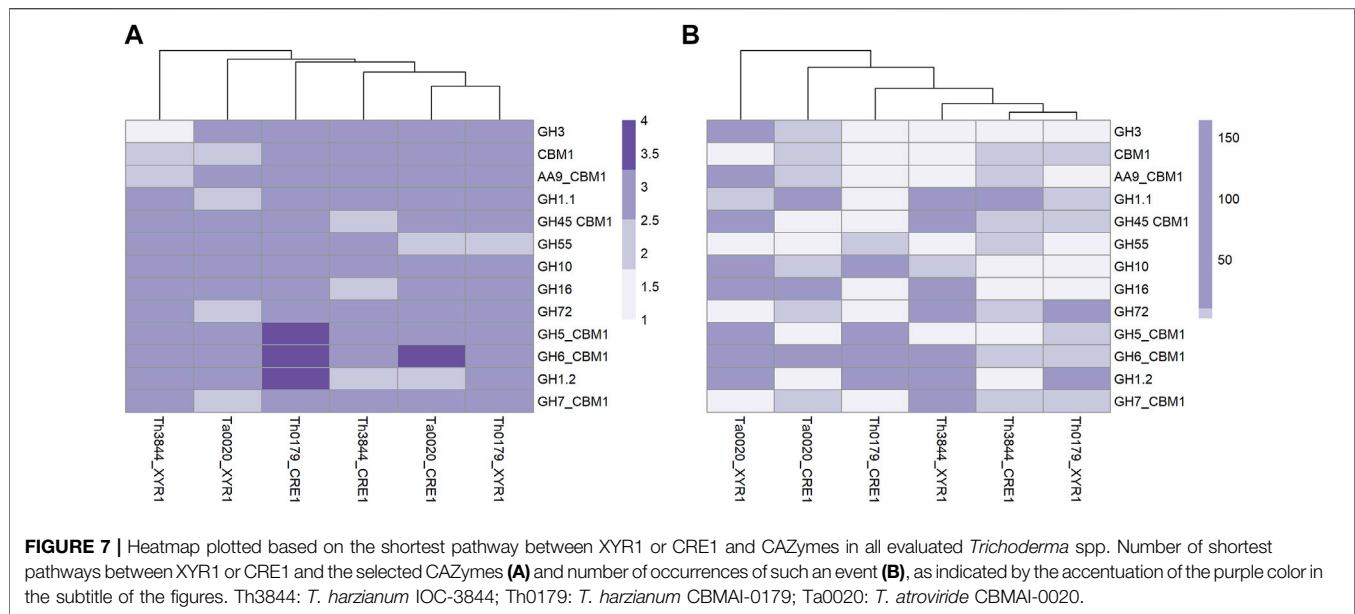 A
B
4
3.5
3
2.5
2
1.5
1
150
100
50
GH3
CBM1
AA9_CBM1
GH1.1
GH45 CBM1
GH55
GH10
GH16
GH72
GH5_CBM1
GH6_CBM1
GH1.2
GH7_CBM1
GH3
CBM1
AA9_CBM1
GH1.1
GH45 CBM1
GH55
GH10
GH16
GH72
GH5_CBM1
GH6_CBM1
GH1.2
GH7_CBM1
Th3844_XYR1
Ta0020_XYR1
Th0179_CRE1
Th3844_CRE1
Ta0020_CRE1
Th0179_XYR1
Ta0020_XYR1
Ta0020_CRE1
Th0179_CRE1
Th3844_XYR1
Th3844_CRE1
Th0179_XYR1
FIGURE 7 | Heatmap plotted based on the shortest pathway between XYR1 or CRE1 and CAZymes in all evaluated Trichoderma spp. Number of shortest
pathways between XYR1 or CRE1 and the selected CAZymes (A) and number of occurrences of such an event (B), as indicated by the accentuation of the purple color in
the subtitle of the figures. Th3844: T. harzianum IOC-3844; Th0179: T. harzianum CBMAI-0179; Ta0020: T. atroviride CBMAI-0020.